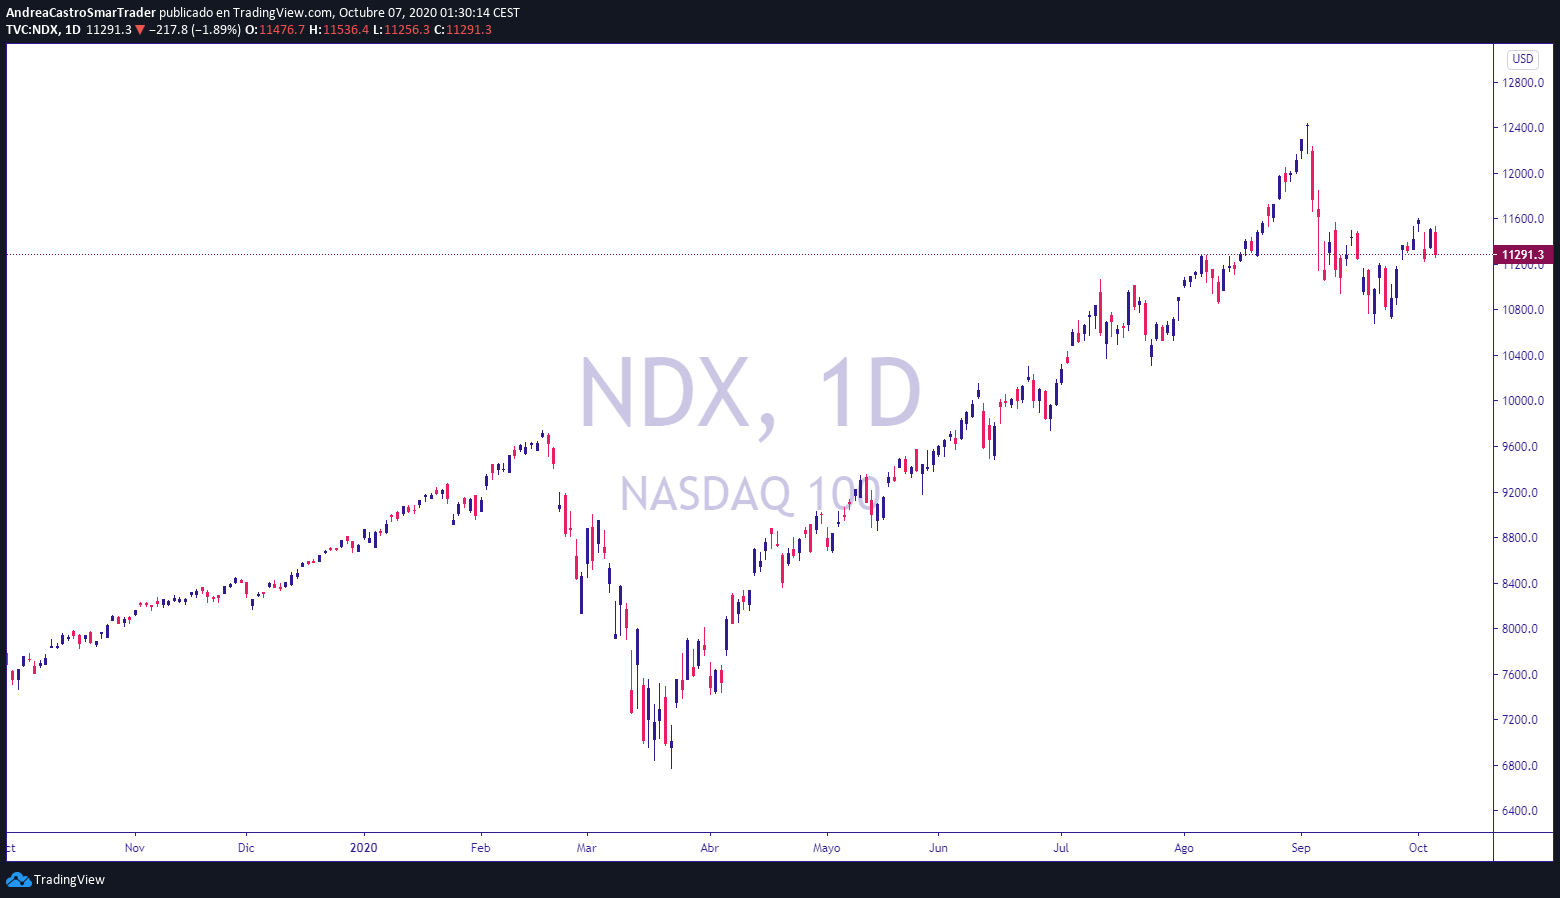 AndreaCastroSmarTrader publicado en TradingView.com, Octubre 07, 2020 01:30:14 CEST
TVC:NDX, 1D 11291.3 ▼ −217.8 (−1.89%) O:11476.7 H:11536.4 L:11256.3 C:11291.3
USD
12800.0
12400.0
12000.0
11600.0
11291.3
11200.0
10800.0
10400.0
10000.0
9600.0
9200.0
8800.0
8400.0
8000.0
7600.0
7200.0
6800.0
6400.0
NDX, 1D
NASDAQ 100
ct Nov Dic 2020 Feb Mar Abr Mayo Jun Jul Ago Sep Oct
TradingView